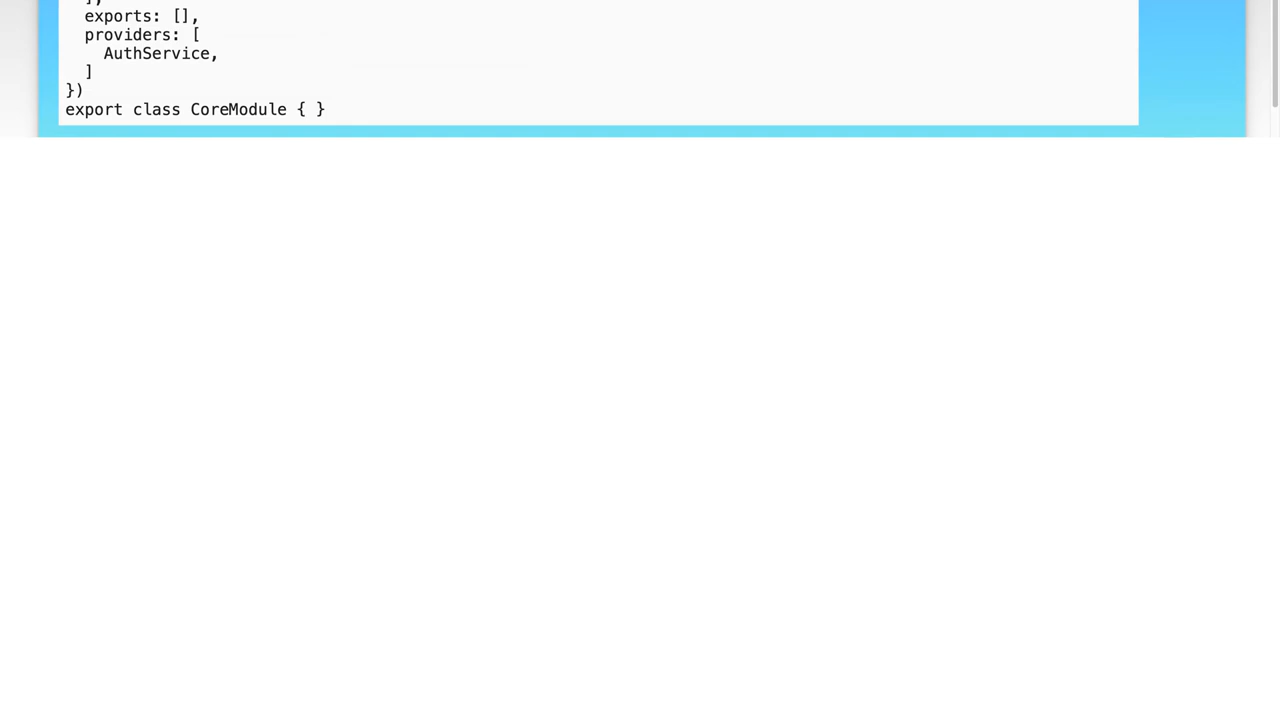 ],
exports: [],
providers: [
AuthService,
]
})
export class CoreModule { }